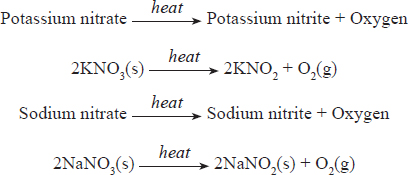 Potassium nitrate heat → Potassium nitrite + Oxygen
2KNO₃(s) heat → 2KNO₂ + O₂(g)
Sodium nitrate heat → Sodium nitrite + Oxygen
2NaNO₃(s) heat → 2NaNO₂(s) + O₂(g)